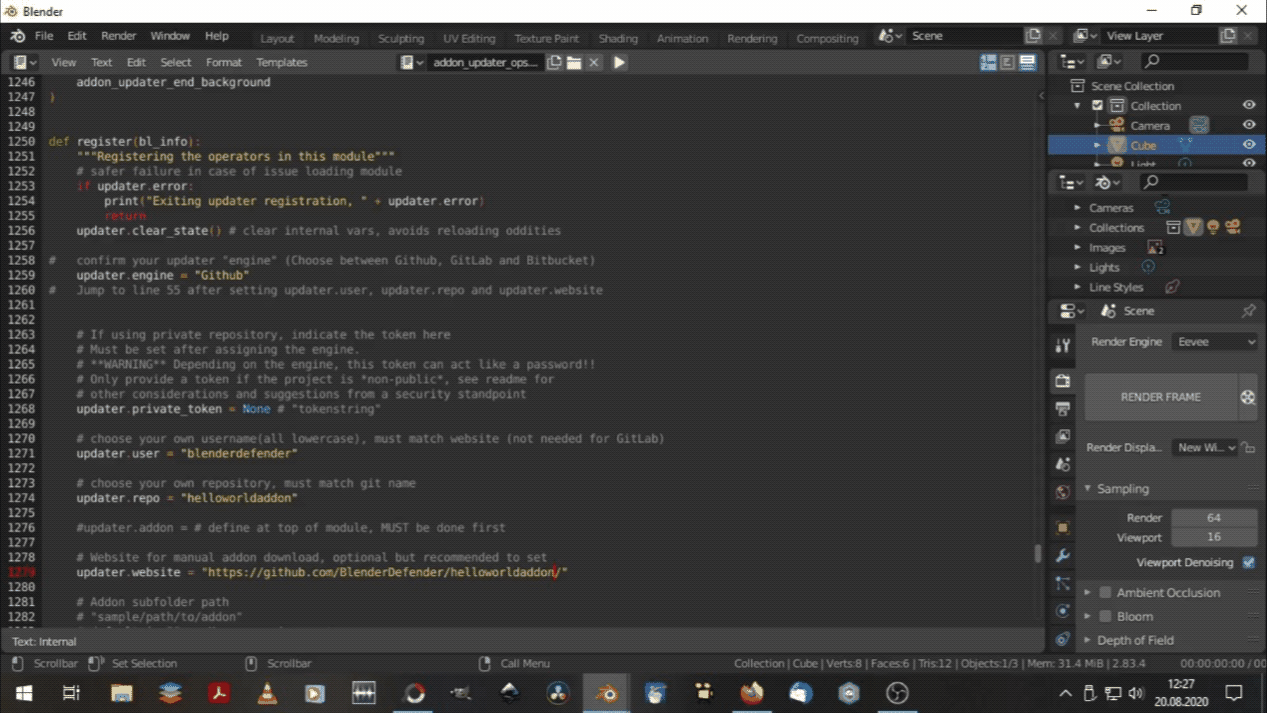 Blender
File Edit Render Window Help Layout Modeling Sculpting UV Editing Texture Paint Shading Animation Rendering Compositing Scene View Layer
View Text Edit Select Format Templates addon_updater_ops...
1246 addon_updater_end_background
1247 )
1248
1249
1250 def register(bl_info):
1251 """Registering the operators in this module"""
1252 # safer failure in case of issue loading module
1253 if updater.error:
1254 print("Exiting updater registration, " + updater.error)
1255 return
1256 updater.clear_state() # clear internal vars, avoids reloading oddities
1257
1258 # confirm your updater "engine" (Choose between Github, GitLab and Bitbucket)
1259 updater.engine = "Github"
1260 # Jump to line 55 after setting updater.user, updater.repo and updater.website
1261
1262
1263 # If using private repository, indicate the token here
1264 # Must be set after assigning the engine.
1265 # **WARNING** Depending on the engine, this token can act like a password!!
1266 # Only provide a token if the project is *non-public*, see readme for
1267 # other considerations and suggestions from a security standpoint
1268 updater.private_token = None # "tokenstring"
1269
1270 # choose your own username(all lowercase), must match website (not needed for GitLab)
1271 updater.user = "blenderdefender"
1272
1273 # choose your own repository, must match git name
1274 updater.repo = "helloworldaddon"
1275
1276 #updater.addon = # define at top of module, MUST be done first
1277
1278 # Website for manual addon download, optional but recommended to set
1279 updater.website = "https://github.com/BlenderDefender/helloworldaddon/"
1280
1281 # Addon subfolder path
1282 # "sample/path/to/addon"
Text: Internal
Scene Collection
Collection
Camera
Cube
Light
Cameras
Collections
Images 2
Lights
Line Styles
Scene
Render Engine Eevee
RENDER FRAME
Render Displa... New Wi...
Sampling
Render 64
Viewport 16
Viewport Denoising
Ambient Occlusion
Bloom
Depth of Field
Scrollbar Set Selection Scrollbar Call Menu Collection | Cube | Verts:8 | Faces:6 | Tris:12 | Objects:1/3 | Mem: 31.4 MiB | 2.83.4 00:00:00:00 / 00
12:27
20.08.2020